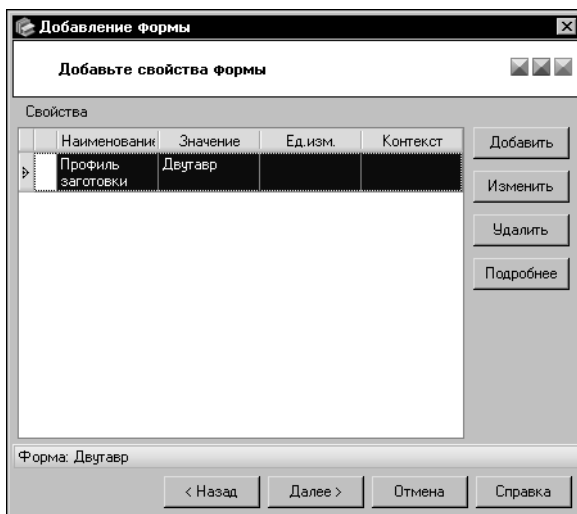 Добавление формы
Добавьте свойства формы
Свойства
Наименование Значение Ед.изм. Контекст
Профиль заготовки Двутавр
Добавить
Изменить
Удалить
Подробнее
Форма: Двутавр
< Назад Далее > Отмена Справка